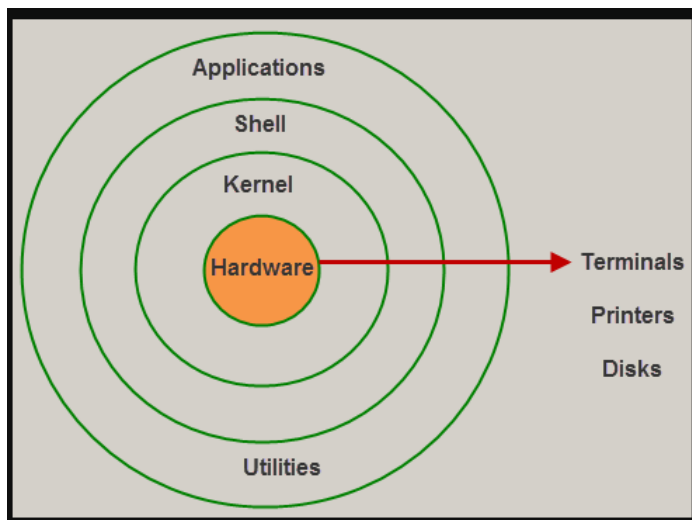 Applications
Shell
Kernel
Hardware
Terminals
Printers
Disks
Utilities